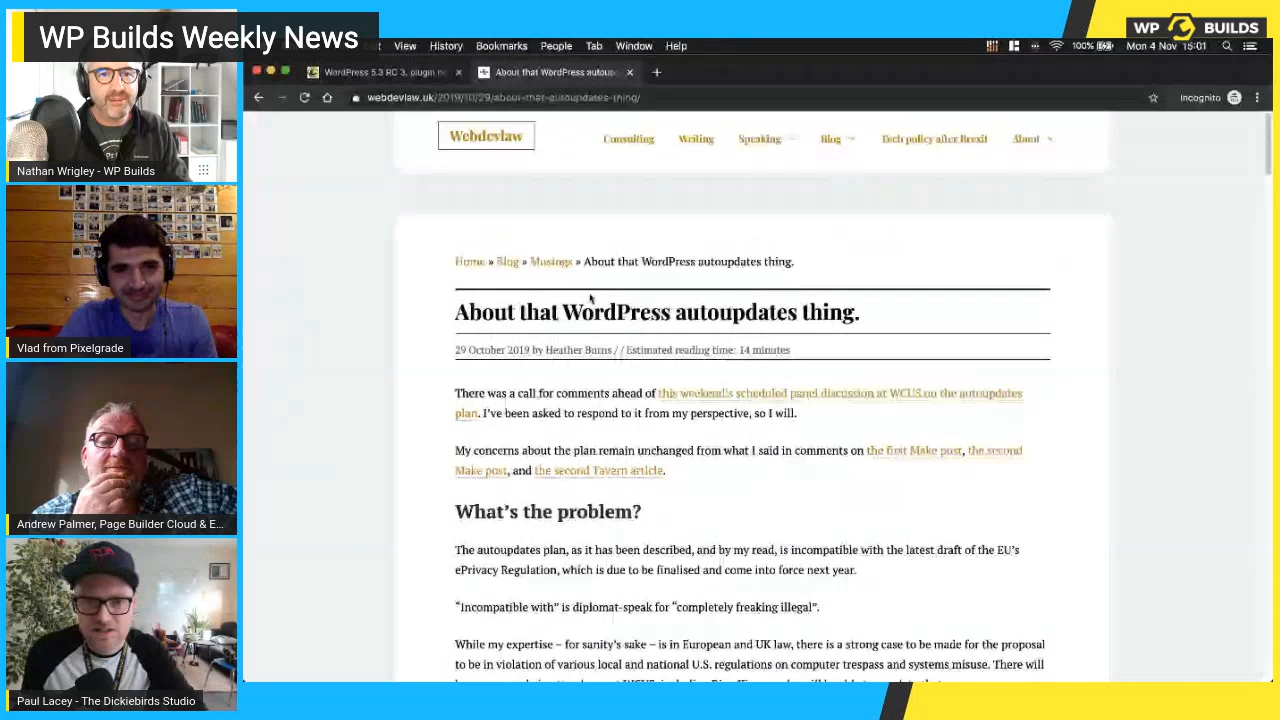 WP Builds Weekly News
WP BUILDS
View History Bookmarks People Tab Window Help
100% Mon 4 Nov 15:01
WordPress 5.3 RC 3, plugin
About that WordPress autoup
webdevlaw.uk/2019/10/29/about-that-autoupdates-thing/
Incognito
Webdevlaw
Consulting Writing Speaking Blog Tech policy after Brexit About
Nathan Wrigley - WP Builds
Home » Blog » Musings » About that WordPress autoupdates thing.
About that WordPress autoupdates thing.
29 October 2019 by Heather Burns // Estimated reading time: 14 minutes
Vlad from Pixelgrade
There was a call for comments ahead of this weekend's scheduled panel discussion at WCUS on the autoupdates
plan. I've been asked to respond to it from my perspective, so I will.
My concerns about the plan remain unchanged from what I said in comments on the first Make post, the second
Make post, and the second Tavern article.
What's the problem?
Andrew Palmer, Page Builder Cloud & E...
The autoupdates plan, as it has been described, and by my read, is incompatible with the latest draft of the EU's
ePrivacy Regulation, which is due to be finalised and come into force next year.
“Incompatible with” is diplomat-speak for “completely freaking illegal”.
While my expertise – for sanity's sake – is in European and UK law, there is a strong case to be made for the proposal
to be in violation of various local and national U.S. regulations on computer trespass and systems misuse. There will
Paul Lacey - The Dickiebirds Studio